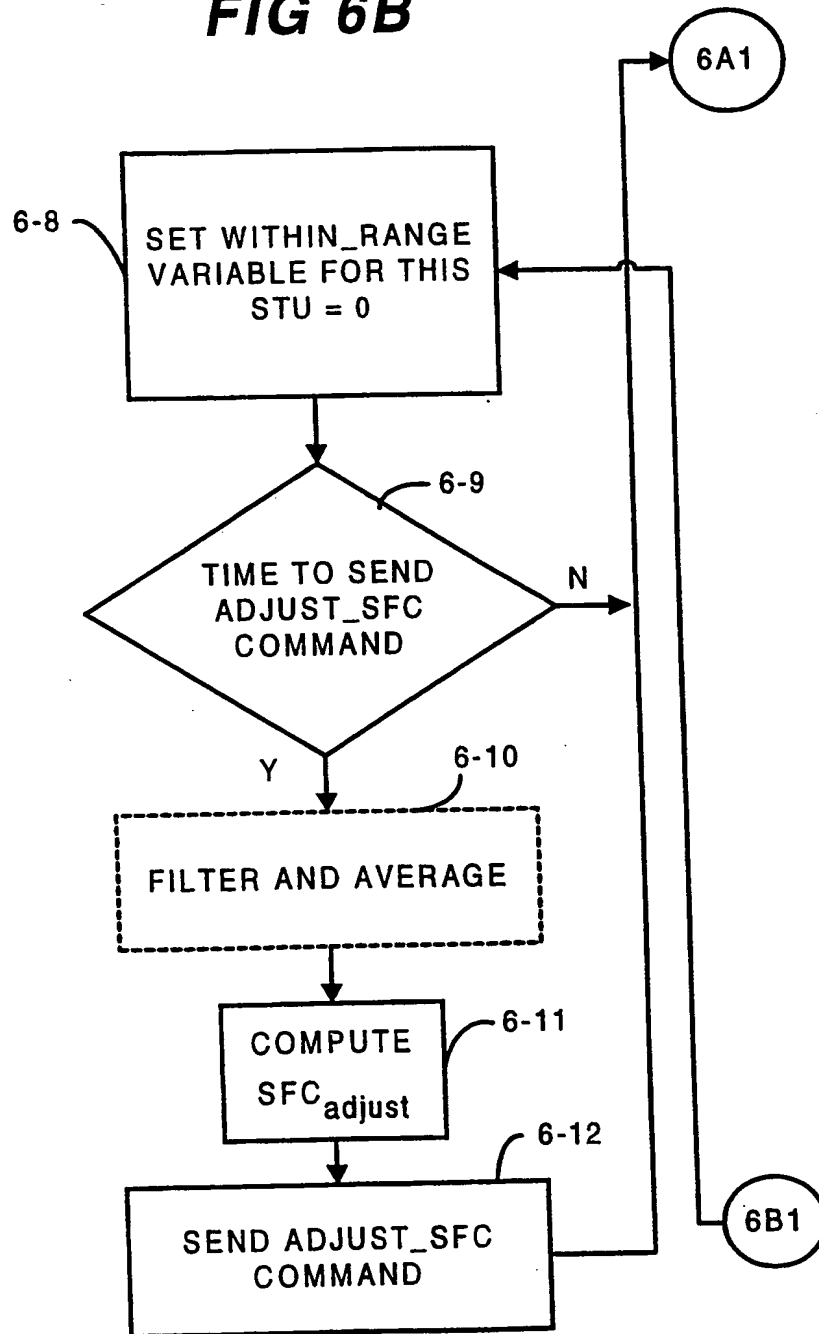 FIG 6B
6A1
6-8
SET WITHIN_RANGE
VARIABLE FOR THIS
STU = 0
6-9
TIME TO SEND
ADJUST_SFC
COMMAND
N
Y
6-10
FILTER AND AVERAGE
6-11
COMPUTE
SFCadjust
6-12
SEND ADJUST_SFC
COMMAND
6B1